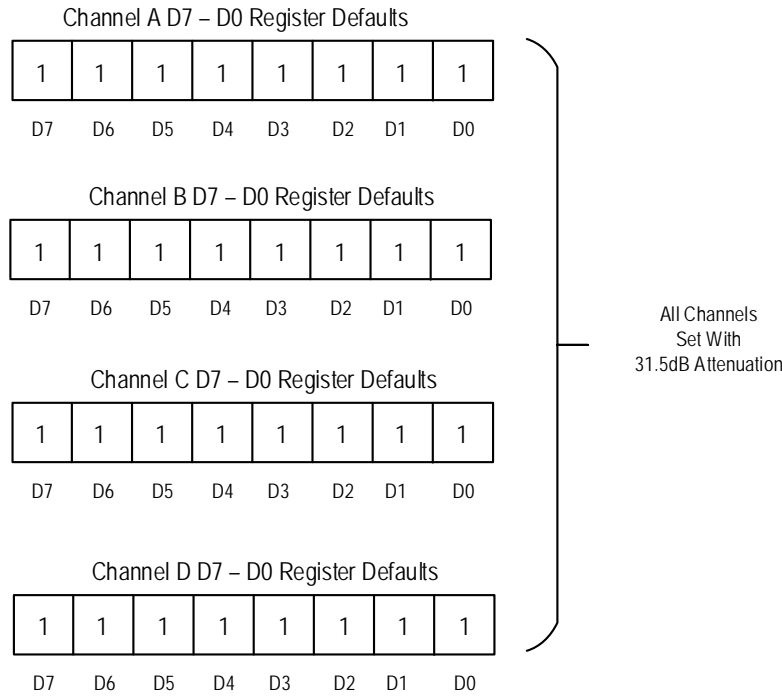 Channel A D7 – D0 Register Defaults
1 1 1 1 1 1 1 1
D7 D6 D5 D4 D3 D2 D1 D0
Channel B D7 – D0 Register Defaults
1 1 1 1 1 1 1 1
D7 D6 D5 D4 D3 D2 D1 D0
Channel C D7 – D0 Register Defaults
1 1 1 1 1 1 1 1
D7 D6 D5 D4 D3 D2 D1 D0
Channel D D7 – D0 Register Defaults
1 1 1 1 1 1 1 1
D7 D6 D5 D4 D3 D2 D1 D0
All Channels
Set With
31.5dB Attenuation